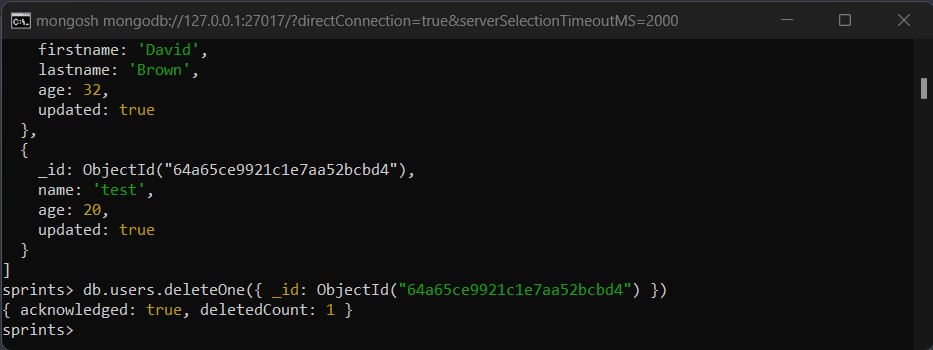 mongosh mongodb://127.0.0.1:27017/?directConnection=true&serverSelectionTimeoutMS=2000
    firstname: 'David',
    lastname: 'Brown',
    age: 32,
    updated: true
  },
  {
    _id: ObjectId("64a65ce9921c1e7aa52bcbd4"),
    name: 'test',
    age: 20,
    updated: true
  }
]
sprints> db.users.deleteOne({ _id: ObjectId("64a65ce9921c1e7aa52bcbd4") })
{ acknowledged: true, deletedCount: 1 }
sprints>